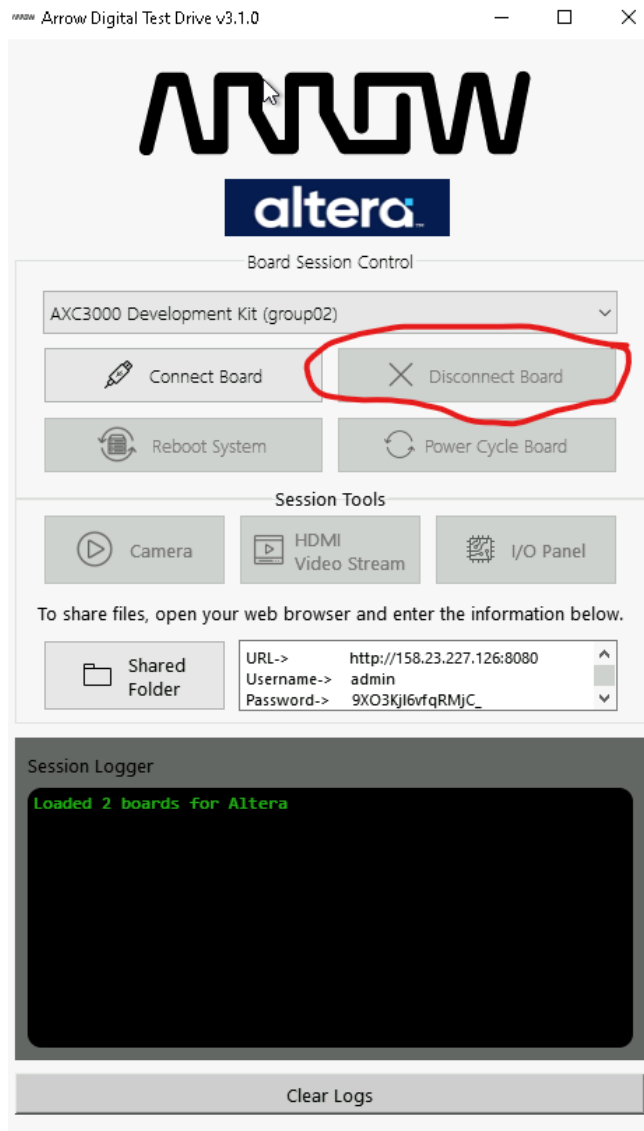 ARROW Arrow Digital Test Drive v3.1.0
ARROW
altera™
Board Session Control
AXC3000 Development Kit (group02)
Connect Board
Disconnect Board
Reboot System
Power Cycle Board
Session Tools
Camera
HDMI
Video Stream
I/O Panel
To share files, open your web browser and enter the information below.
Shared
Folder
URL-> http://158.23.227.126:8080
Username-> admin
Password-> 9XO3KjI6vfqRMjC_
Session Logger
Loaded 2 boards for Altera
Clear Logs